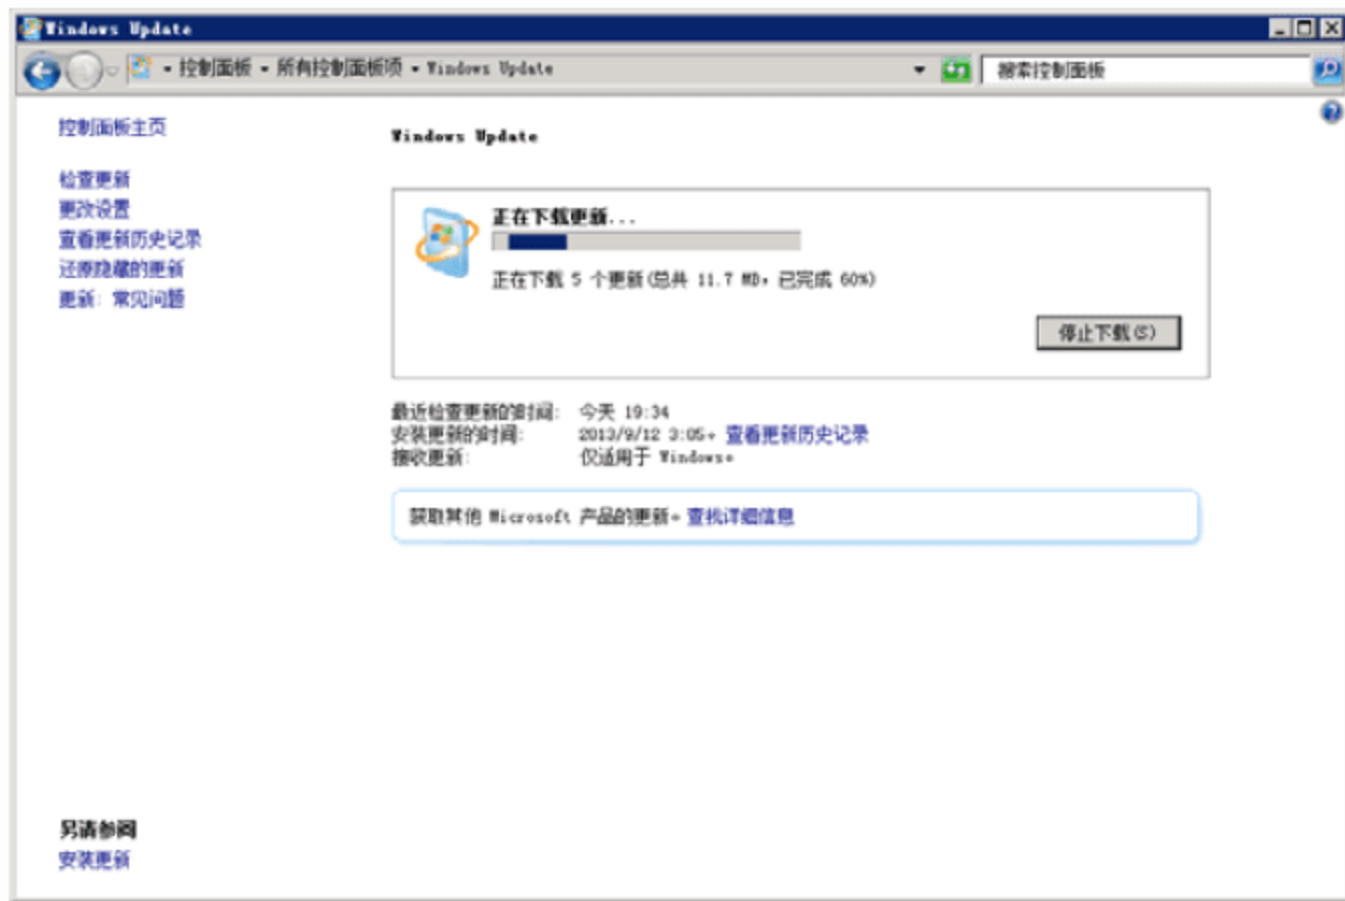 Windows Update
控制面板 所有控制面板项 Windows Update
搜索控制面板
控制面板主页
检查更新
更改设置
查看更新历史记录
还原隐藏的更新
更新: 常见问题
Windows Update
正在下载更新...
正在下载 5 个更新(总共 11.7 MB，已完成 60%)
停止下载(S)
最近检查更新的时间: 今天 19:34
安装更新的时间: 2013/9/12 3:05。查看更新历史记录
接收更新: 仅适用于 Windows。
获取其他 Microsoft 产品的更新。查找详细信息
另请参阅
安装更新